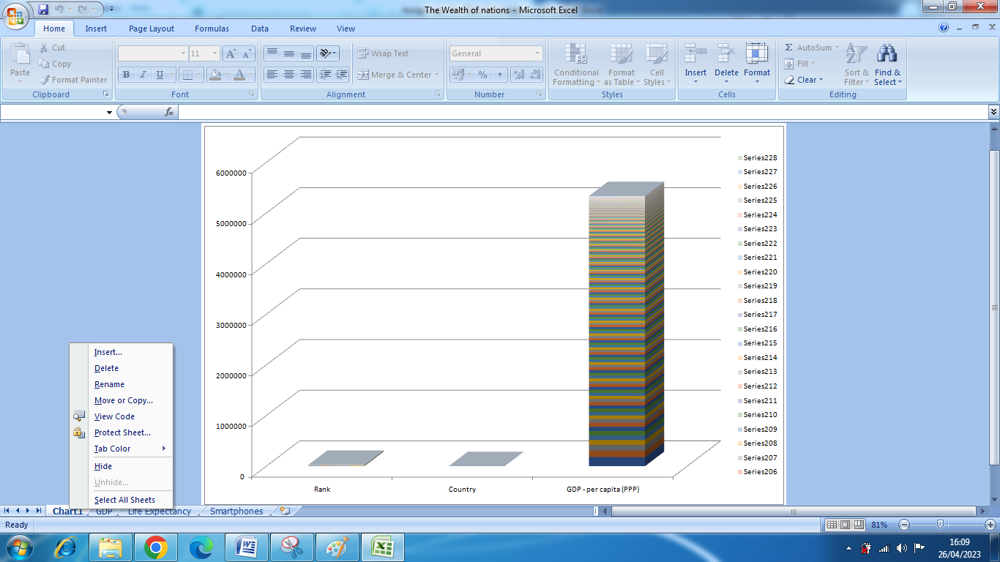 The Wealth of nations - Microsoft Excel
Home Insert Page Layout Formulas Data Review View
Paste
Cut
Copy
Format Painter
Clipboard
11
B I U
A A
A
Font
Wrap Text
Merge & Center
Alignment
General
% ,
Number
Conditional Formatting
Format as Table
Cell Styles
Styles
Insert Delete Format
Cells
Σ AutoSum
Fill
Clear
Sort & Filter
Find & Select
Editing
fx
6000000
5000000
4000000
3000000
2000000
1000000
0
Rank Country GDP - per capita (PPP)
Series228
Series227
Series226
Series225
Series224
Series223
Series222
Series221
Series220
Series219
Series218
Series217
Series216
Series215
Series214
Series213
Series212
Series211
Series210
Series209
Series208
Series207
Series206
Insert...
Delete
Rename
Move or Copy...
View Code
Protect Sheet...
Tab Color
Hide
Unhide...
Select All Sheets
Chart1 GDP Life Expectancy Smartphones
Ready
81%
16:09
26/04/2023